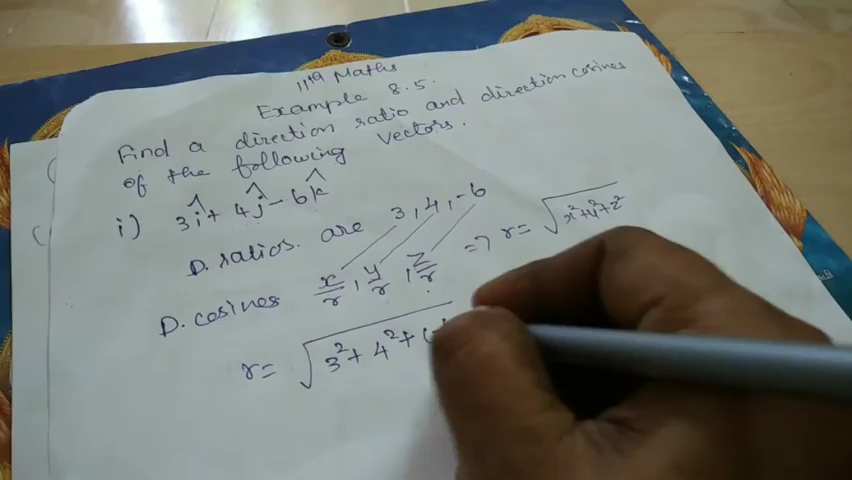 11th Maths
Example 8.5.
Find a direction ratio and direction cosines
of the following vectors.
i) 3î + 4ĵ - 6k̂
D. ratios are 3, 4, -6
D. cosines x/r, y/r, z/r => r = √(x²+y²+z²)
r = √(3² + 4² + (-